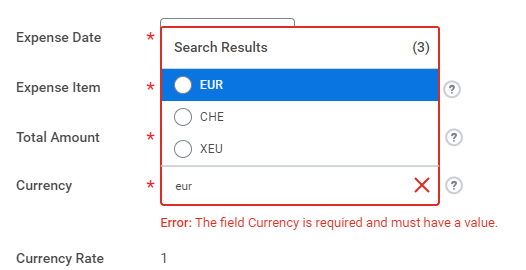 Expense Date *
Search Results (3)
Expense Item * EUR ?
CHE
Total Amount * ?
XEU
Currency * eur ?
Error: The field Currency is required and must have a value.
Currency Rate 1